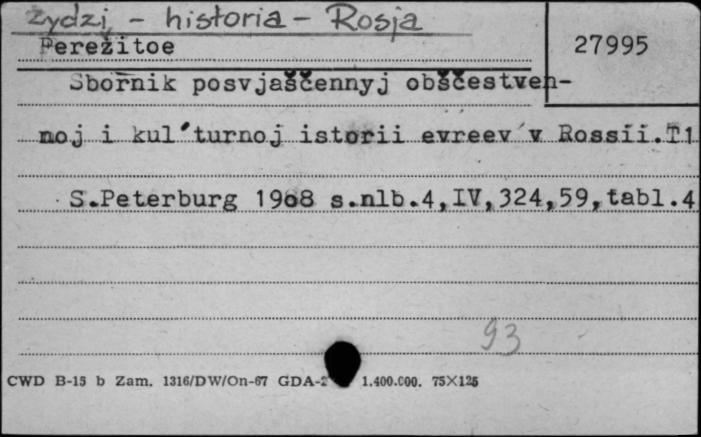 Żydzi, - historia - Rosja
Perežitoe
27995
Sbornik posvjaščennyj obščestven-
noj i kul'turnoj istorii evreev v Rossii.T1
S.Peterburg 1908 s.nlb.4,IV,324,59,tabl.4
93
CWD B-15 b Zam. 1316/DW/On-67 GDA-2 1.400.000. 75X125